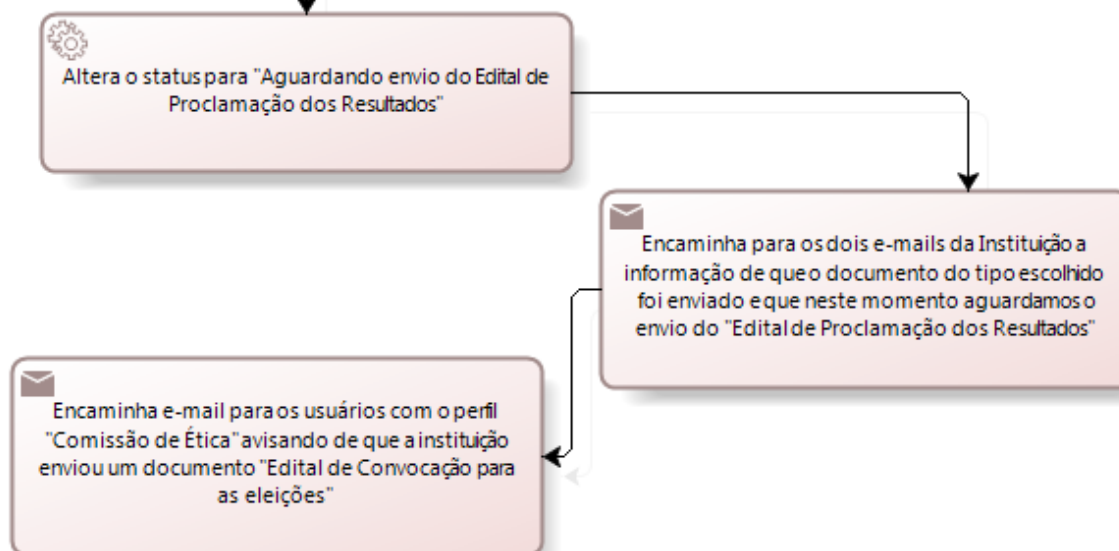 Altera o status para "Aguardando envio do Edital de
Proclamação dos Resultados"
Encaminha para os dois e-mails da Instituição a
informação de que o documento do tipo escolhido
foi enviado e que neste momento aguardamos o
envio do "Edital de Proclamação dos Resultados"
Encaminha e-mail para os usuários com o perfil
"Comissão de Ética" avisando de que a instituição
enviou um documento "Edital de Convocação para
as eleições"